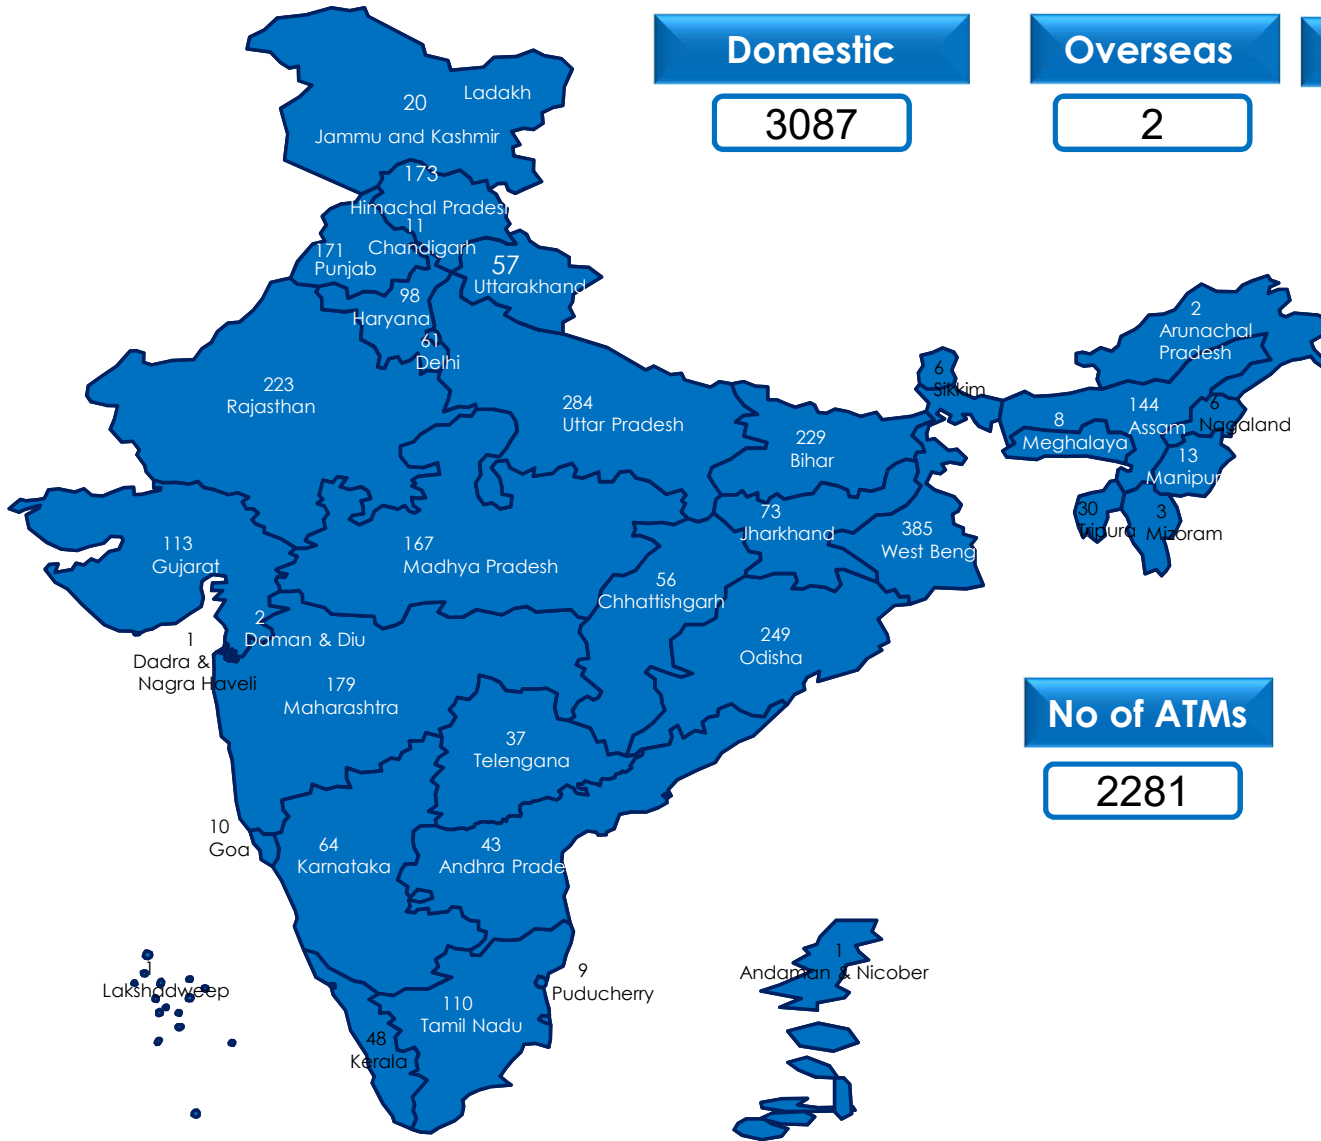 Domestic
Overseas
3087
2
20
Ladakh
Jammu and Kashmir
173
Himachal Pradesh
11
Chandigarh
171
Punjab
57
Uttarakhand
98
Haryana
61
Delhi
2
Arunachal
Pradesh
223
Rajasthan
284
Uttar Pradesh
229
Bihar
6
Sikkim
144
Assam
6
Nagaland
8
Meghalaya
13
Manipur
30
Tripura
3
Mizoram
113
Gujarat
167
Madhya Pradesh
73
Jharkhand
385
West Beng
56
Chhattishgarh
249
Odisha
2
Daman & Diu
1
Dadra &
Nagra Haveli
179
Maharashtra
37
Telengana
No of ATMs
2281
10
Goa
64
Karnataka
43
Andhra Prade
1
Lakshadweep
9
Puducherry
110
Tamil Nadu
48
Kerala
1
Andaman & Nicober